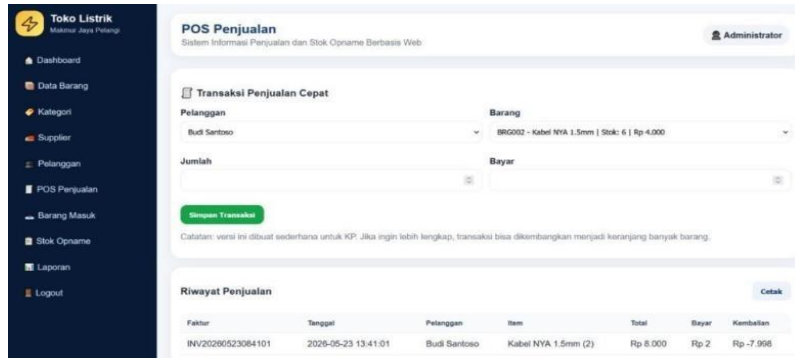 Toko Listrik
Makmur Jaya Pelangi
Dashboard
Data Barang
Kategori
Supplier
Pelanggan
POS Penjualan
Barang Masuk
Stok Opname
Laporan
Logout
POS Penjualan
Sistem Informasi Penjualan dan Stok Opname Berbasis Web
Administrator
Transaksi Penjualan Cepat
Pelanggan Barang
Budi Santoso BRG002 - Kabel NYA 1.5mm | Stok: 6 | Rp 4.000
Jumlah Bayar
Simpan Transaksi
Catatan: versi ini dibuat sederhana untuk KP. Jika ingin lebih lengkap, transaksi bisa dikembangkan menjadi keranjang banyak barang.
Riwayat Penjualan Cetak
Faktur Tanggal Pelanggan Item Total Bayar Kembalian
INV20260523084101 2026-05-23 13:41:01 Budi Santoso Kabel NYA 1.5mm (2) Rp 8.000 Rp 2 Rp -7.998